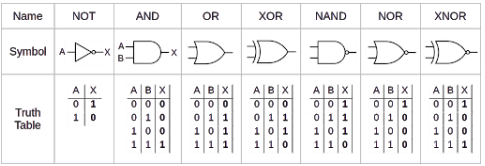 Name NOT AND OR XOR NAND NOR XNOR
Symbol A X A B X
Truth Table
A X
0 1
1 0
A B X
0 0 0
0 1 0
1 0 0
1 1 1
A B X
0 0 0
0 1 1
1 0 1
1 1 1
A B X
0 0 0
0 1 1
1 0 1
1 1 0
A B X
0 0 1
0 1 1
1 0 1
1 1 0
A B X
0 0 1
0 1 0
1 0 0
1 1 0
A B X
0 0 1
0 1 0
1 0 0
1 1 1